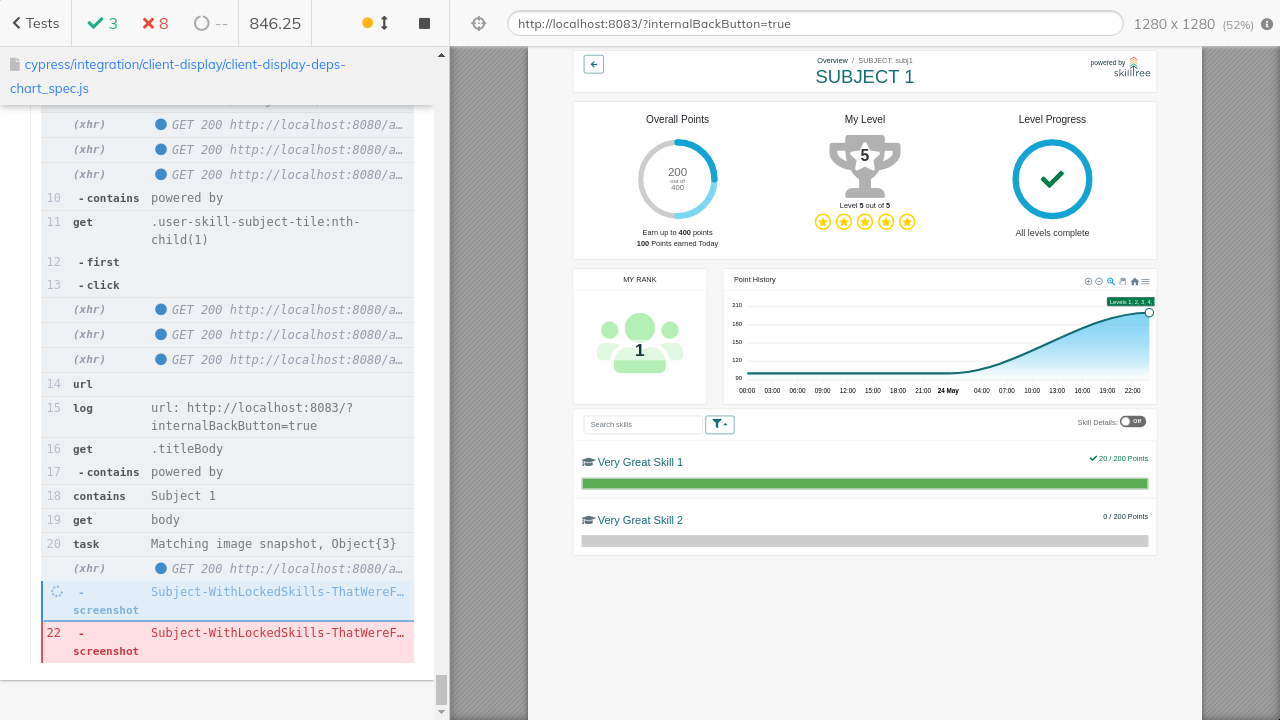 Tests
3
8
--
846.25
http://localhost:8083/?internalBackButton=true
1280 x 1280 (52%)
cypress/integration/client-display/client-display-deps-
chart_spec.js
(xhr) GET 200 http://localhost:8080/a…
(xhr) GET 200 http://localhost:8080/a…
(xhr) GET 200 http://localhost:8080/a…
10 - contains powered by
11 get .user-skill-subject-tile:nth-
child(1)
12 - first
13 - click
(xhr) GET 200 http://localhost:8080/a…
(xhr) GET 200 http://localhost:8080/a…
(xhr) GET 200 http://localhost:8080/a…
14 url
15 log url: http://localhost:8083/?
internalBackButton=true
16 get .titleBody
17 - contains powered by
18 contains Subject 1
19 get body
20 task Matching image snapshot, Object{3}
(xhr) GET 200 http://localhost:8080/a…
- Subject-WithLockedSkills-ThatWereF…
screenshot
22 - Subject-WithLockedSkills-ThatWereF…
screenshot
Overview / SUBJECT: subj1
SUBJECT 1
powered by
skilltree
Overall Points
200
out of
400
Earn up to 400 points
100 Points earned Today
My Level
5
Level 5 out of 5
Level Progress
All levels complete
MY RANK
1
Point History
Levels 1, 2, 3, 4,
210
180
150
120
90
00:00 03:00 06:00 09:00 12:00 15:00 18:00 21:00 24 May 04:00 07:00 10:00 13:00 16:00 19:00 22:00
Search skills
Skill Details: Off
Very Great Skill 1
20 / 200 Points
Very Great Skill 2
0 / 200 Points